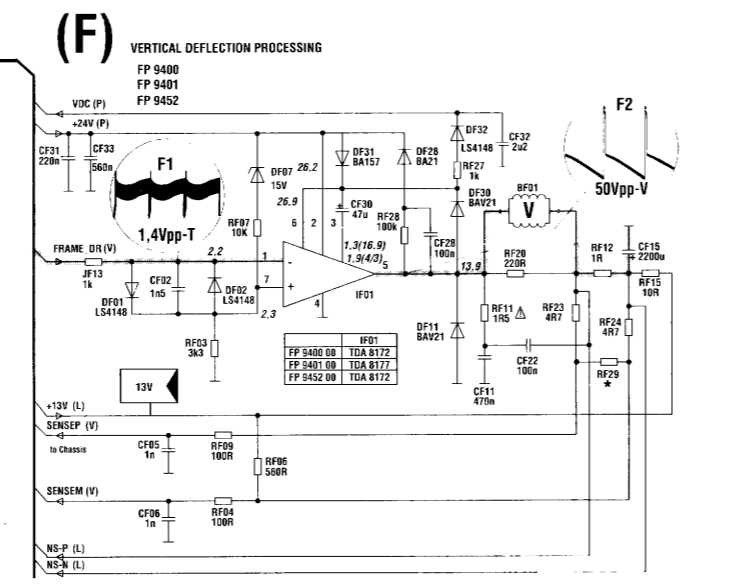 (F) VERTICAL DEFLECTION PROCESSING
FP 9400
FP 9401
FP 9452
VDC (P)
+24V (P)
CF31
220n
CF33
560n
F1
1,4Vpp-T
DF07
15V
26,2
26,9
RF07
10K
6
2
3
DF31
BA157
CF30
47u
DF28
BA21
RF28
100k
CF28
100n
DF32
LS4148
RF27
1k
DF30
BAV21
CF32
2u2
BF01
V
F2
50Vpp-V
FRAME_DR (V)
JF13
1k
2,2
1
-
7
+
1,3(16.9)
1,9(4/3)
5
IF01
4
13,9
RF20
220R
RF12
1R
CF15
2200u
+
RF15
10R
DF01
LS4148
CF02
1n5
DF02
LS4148
2,3
RF03
3k3
DF11
BAV21
RF11
1R5
RF23
4R7
RF24
4R7
CF22
100n
CF11
470n
RF29
*
IF01
FP 9400 00 TDA 8172
FP 9401 00 TDA 8177
FP 9452 00 TDA 8172
13V
+13V (L)
SENSEP (V)
to Chassis
CF05
1n
RF09
100R
RF06
560R
SENSEM (V)
CF06
1n
RF04
100R
NS-P (L)
NS-N (L)